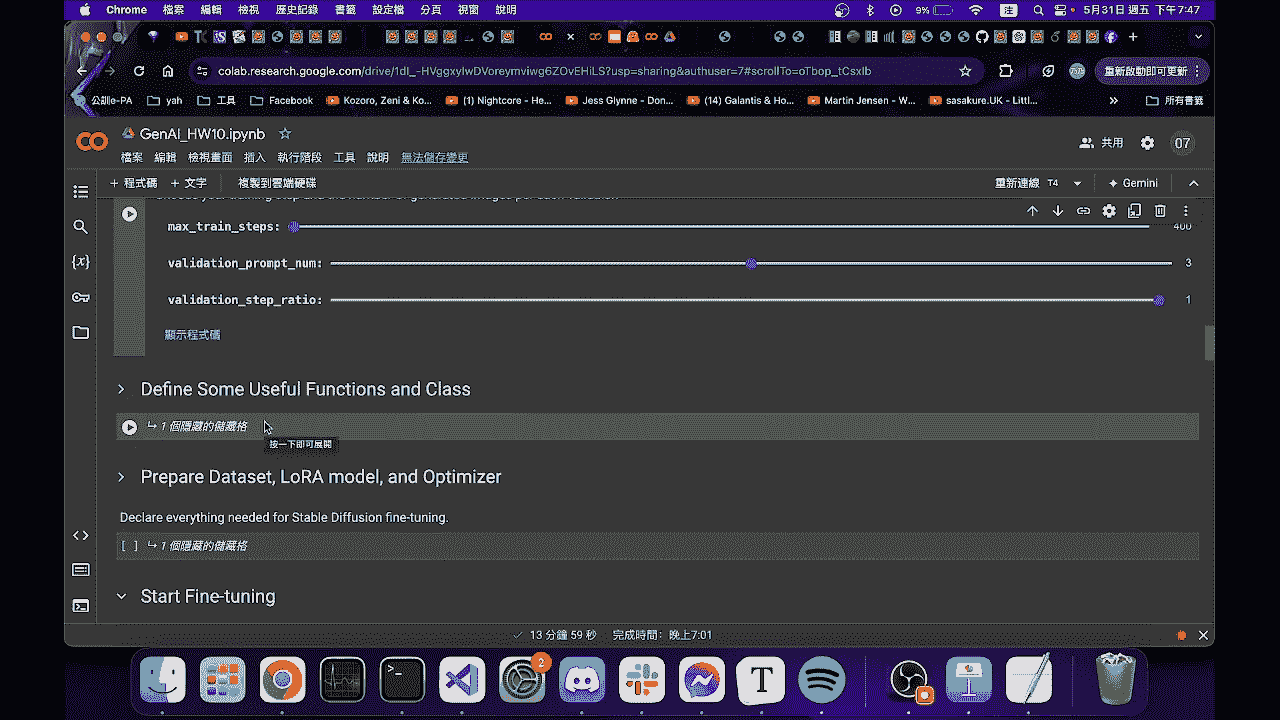 Chrome 檔案 編輯 檢視 歷史記錄 書籤 設定檔 分頁 視窗 說明 9% 注 5月31日 週五 下午7:47
colab.research.google.com/drive/1dI_-HVggxylwDVoreymviwg6ZOvEHiLS?usp=sharing&authuser=7#scrollTo=oTbop_tCsxIb 重新啟動即可更新
公訓e-PA yah 工具 Facebook Kozoro, Zeni & Ko... (1) Nightcore - He... Jess Glynne - Don... (14) Galantis & Ho... Martin Jensen - W... sasakure.UK - Littl... » 所有書籤
GenAI_HW10.ipynb
檔案 編輯 檢視畫面 插入 執行階段 工具 說明 無法儲存變更 共用 07
+ 程式碼 + 文字 複製到雲端硬碟 重新連線 T4 Gemini
max_train_steps: 400
validation_prompt_num: 3
validation_step_ratio: 1
顯示程式碼
Define Some Useful Functions and Class
1 個隱藏的儲藏格
按一下即可展開
Prepare Dataset, LoRA model, and Optimizer
Declare everything needed for Stable Diffusion fine-tuning.
[ ] 1 個隱藏的儲藏格
Start Fine-tuning
13 分鐘 59 秒 完成時間：晚上7:01
2
T